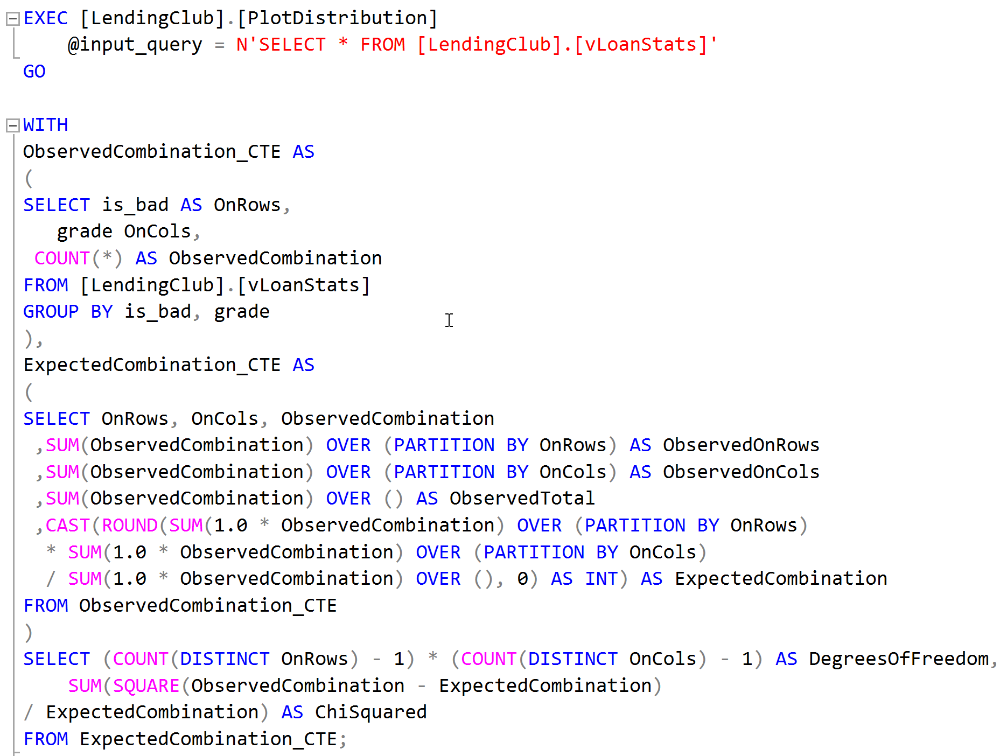 EXEC [LendingClub].[PlotDistribution]
    @input_query = N'SELECT * FROM [LendingClub].[vLoanStats]'
GO

WITH
ObservedCombination_CTE AS
(
SELECT is_bad AS OnRows,
   grade OnCols,
 COUNT(*) AS ObservedCombination
FROM [LendingClub].[vLoanStats]
GROUP BY is_bad, grade
),
ExpectedCombination_CTE AS
(
SELECT OnRows, OnCols, ObservedCombination
 ,SUM(ObservedCombination) OVER (PARTITION BY OnRows) AS ObservedOnRows
 ,SUM(ObservedCombination) OVER (PARTITION BY OnCols) AS ObservedOnCols
 ,SUM(ObservedCombination) OVER () AS ObservedTotal
 ,CAST(ROUND(SUM(1.0 * ObservedCombination) OVER (PARTITION BY OnRows)
  * SUM(1.0 * ObservedCombination) OVER (PARTITION BY OnCols)
  / SUM(1.0 * ObservedCombination) OVER (), 0) AS INT) AS ExpectedCombination
FROM ObservedCombination_CTE
)
SELECT (COUNT(DISTINCT OnRows) - 1) * (COUNT(DISTINCT OnCols) - 1) AS DegreesOfFreedom,
    SUM(SQUARE(ObservedCombination - ExpectedCombination)
/ ExpectedCombination) AS ChiSquared
FROM ExpectedCombination_CTE;